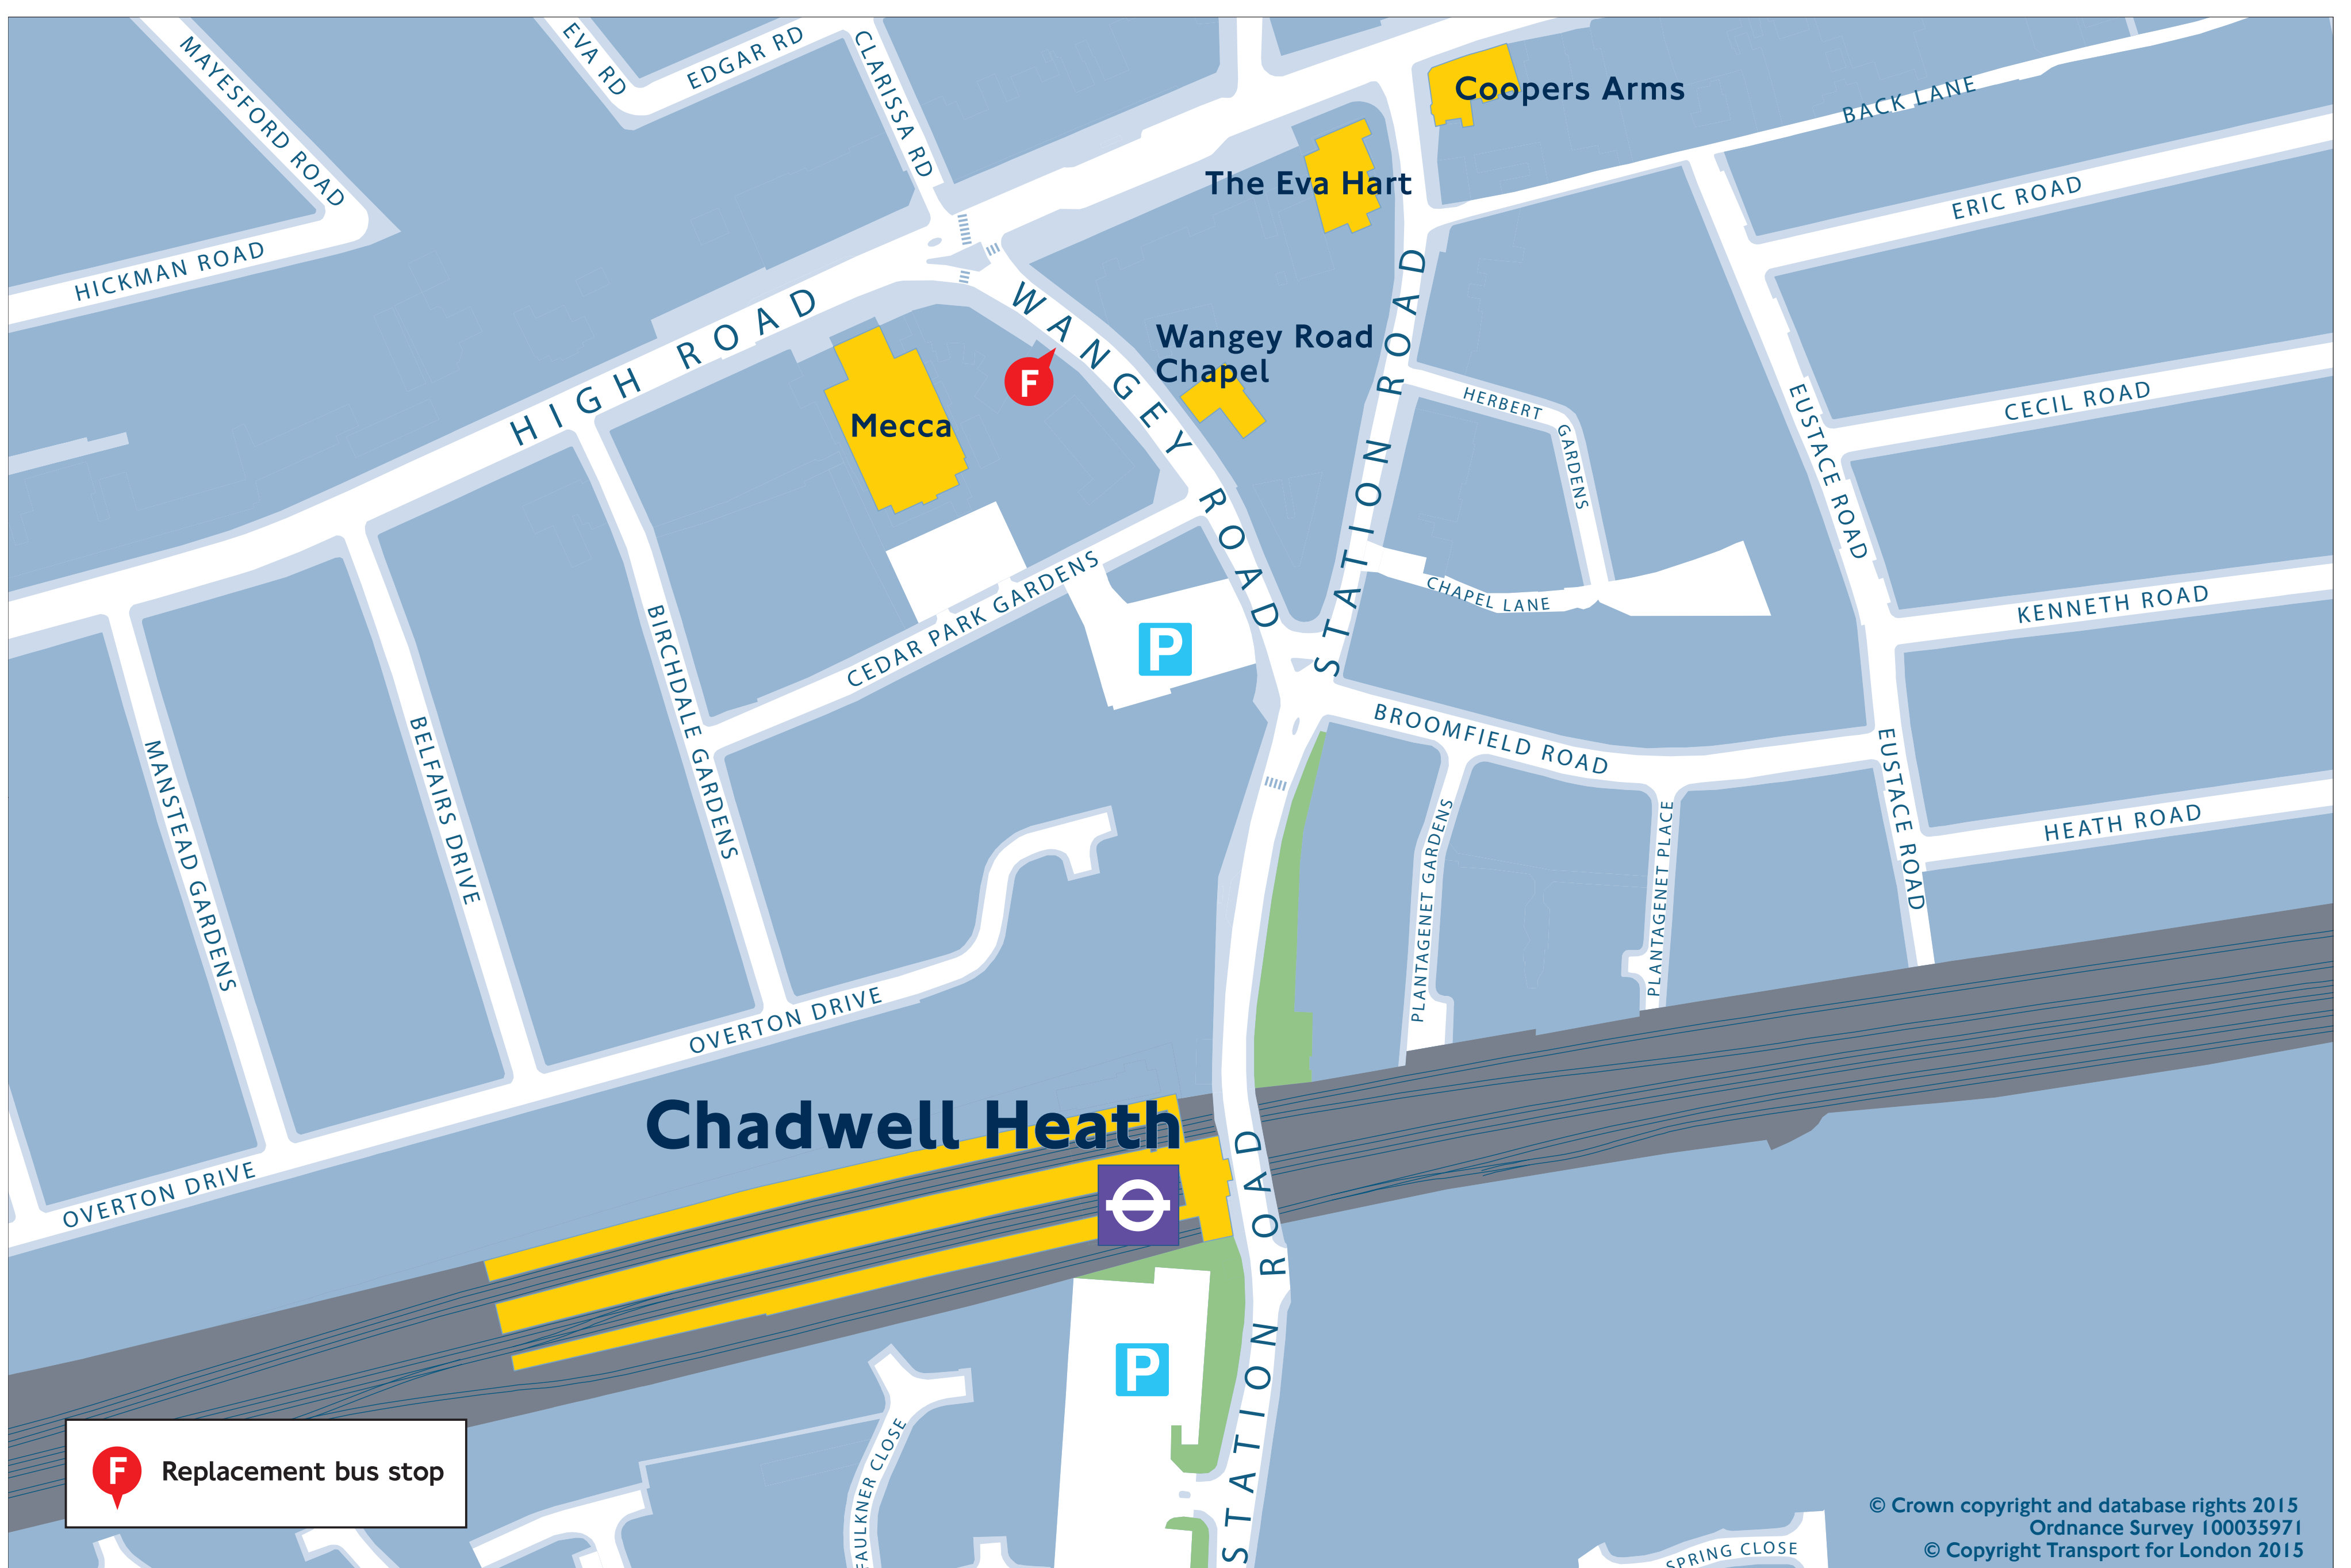 MAYESFORD ROAD
EVA RD
EDGAR RD
CLARISSA RD
Coopers Arms
BACK LANE
The Eva Hart
ERIC ROAD
HICKMAN ROAD
HIGH ROAD
WANGEY ROAD
Wangey Road
Chapel
STATION ROAD
F
Mecca
HERBERT
GARDENS
EUSTACE ROAD
CECIL ROAD
CHAPEL LANE
KENNETH ROAD
CEDAR PARK GARDENS
P
BIRCHDALE GARDENS
BELFAIRS DRIVE
MANSTEAD GARDENS
BROOMFIELD ROAD
PLANTAGENET GARDENS
PLANTAGENET PLACE
EUSTACE ROAD
HEATH ROAD
OVERTON DRIVE
Chadwell Heath
OVERTON DRIVE
STATION ROAD
P
FAULKNER CLOSE
F Replacement bus stop
SPRING CLOSE
© Crown copyright and database rights 2015
Ordnance Survey 100035971
© Copyright Transport for London 2015